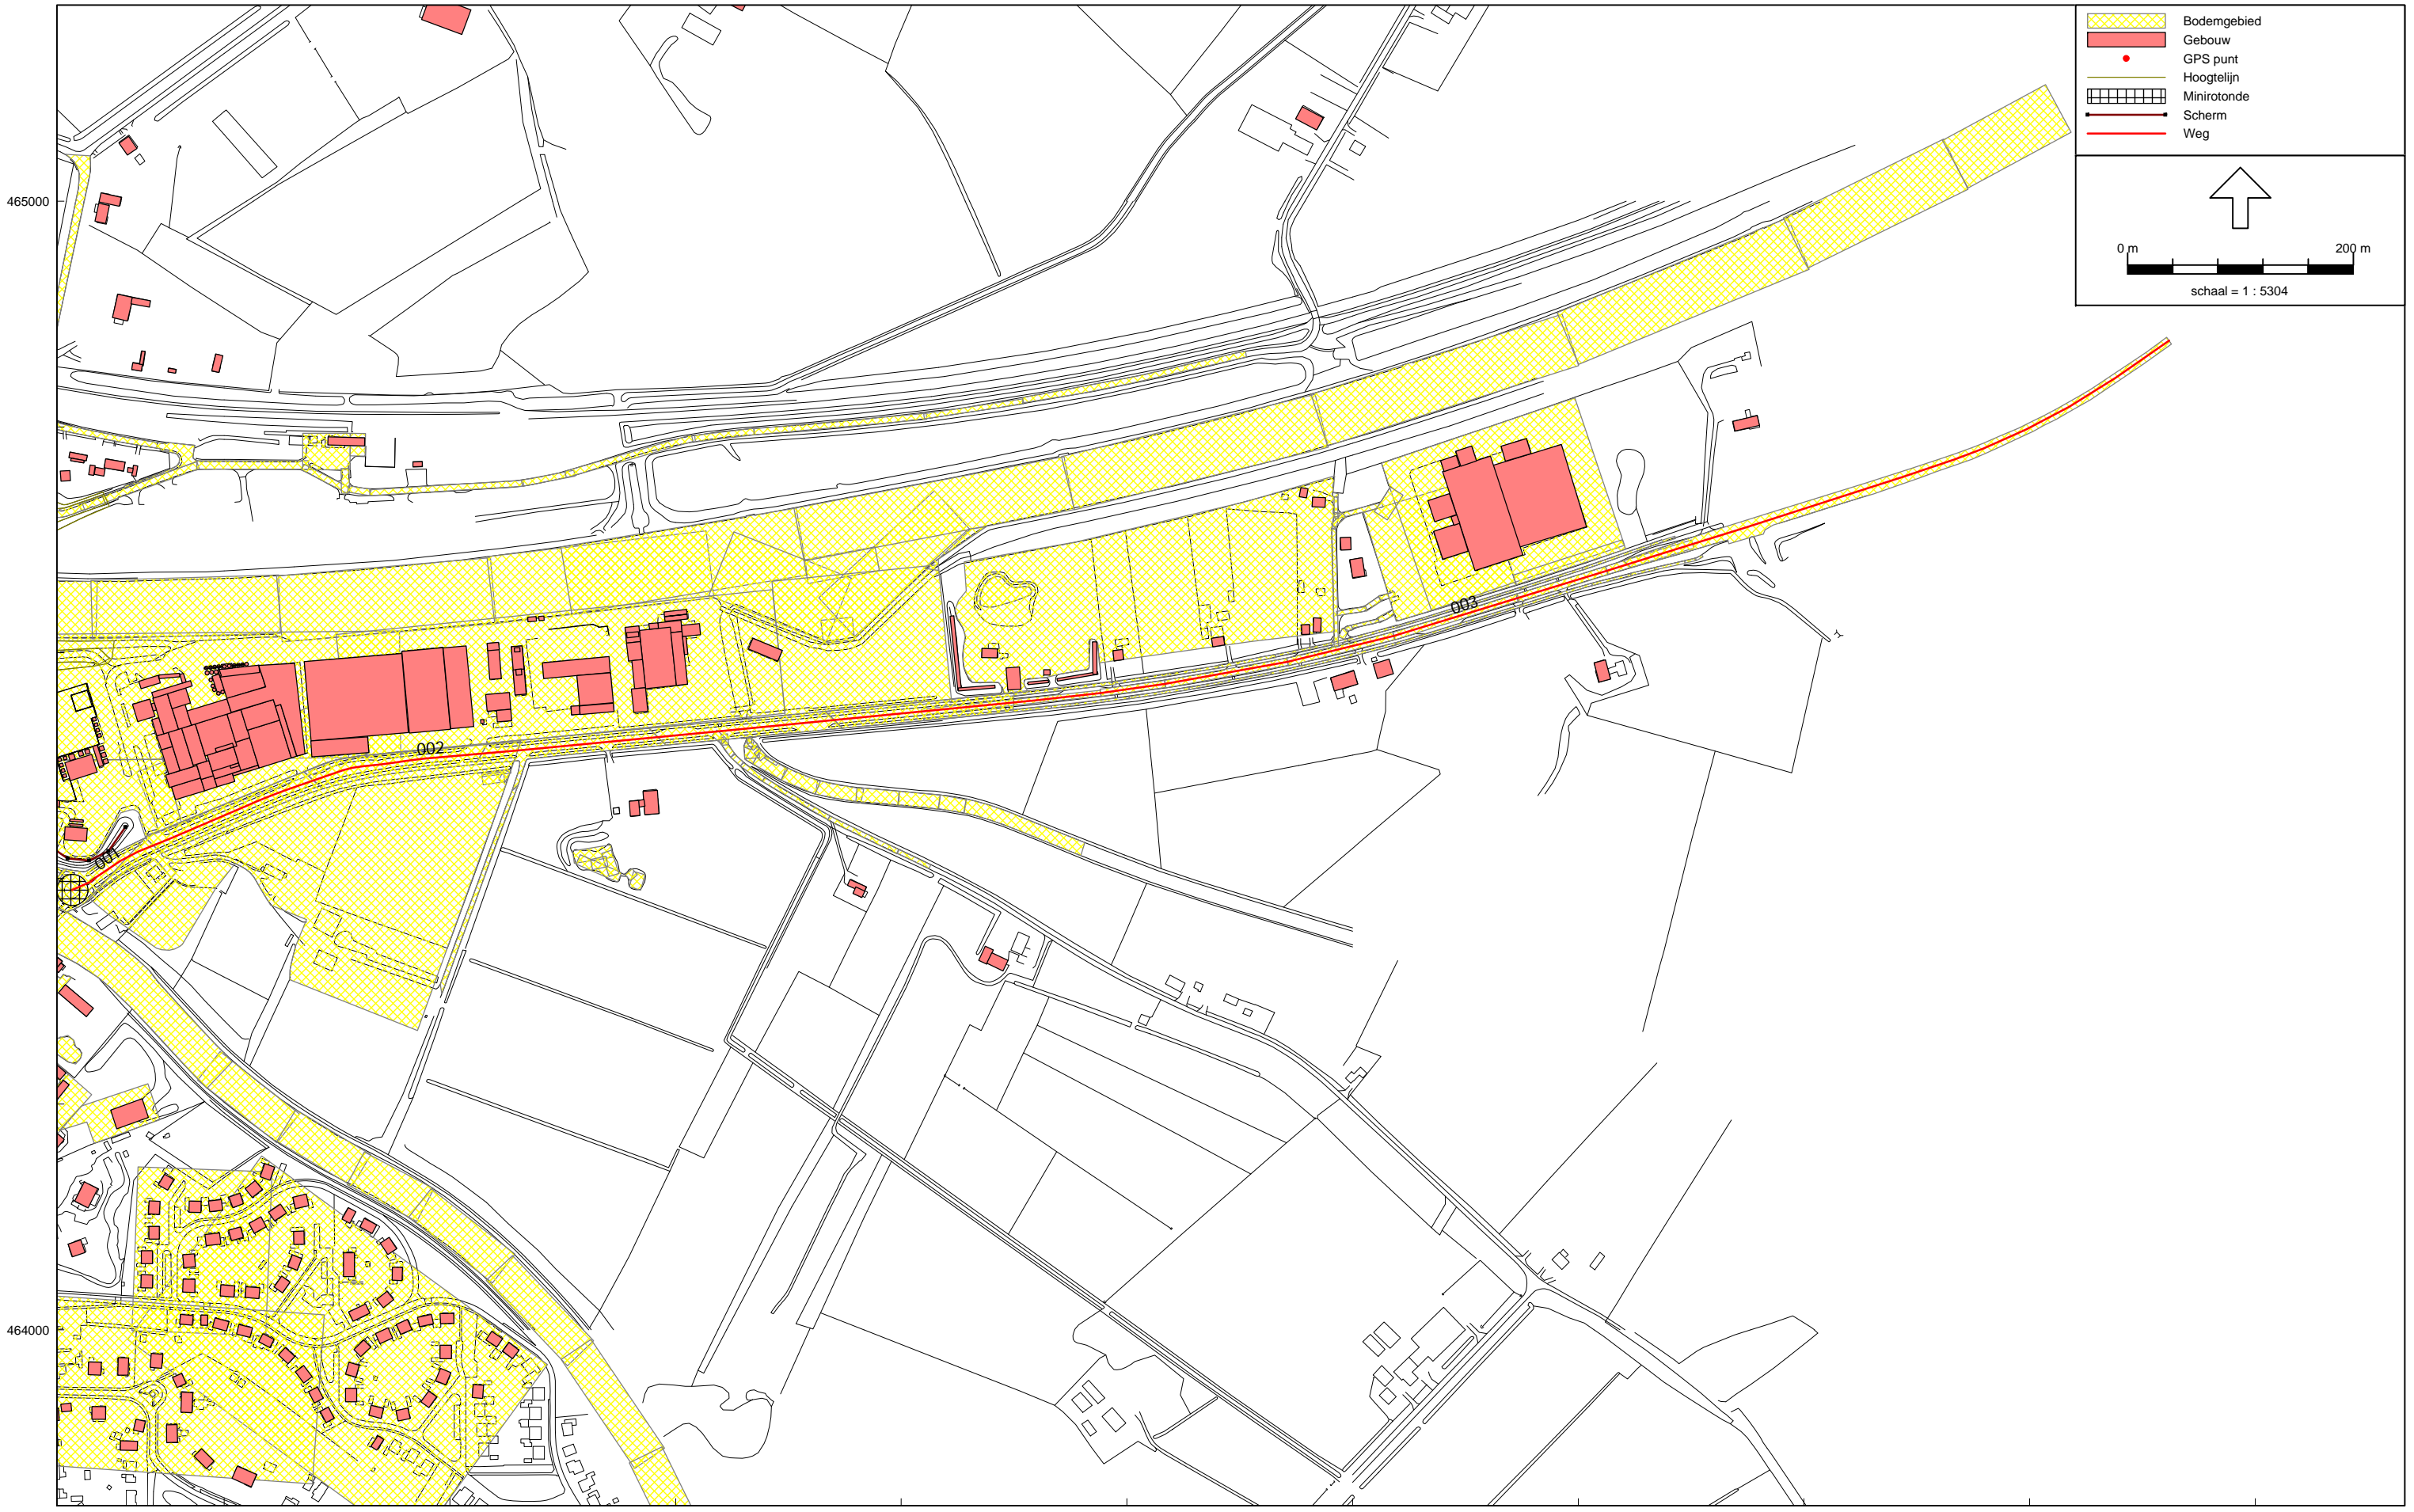 Bodemgebied
Gebouw
GPS punt
Hoogtelijn
Minirotonde
Scherm
Weg
465000
0 m 200 m
schaal = 1 : 5304
003
002
001
464000